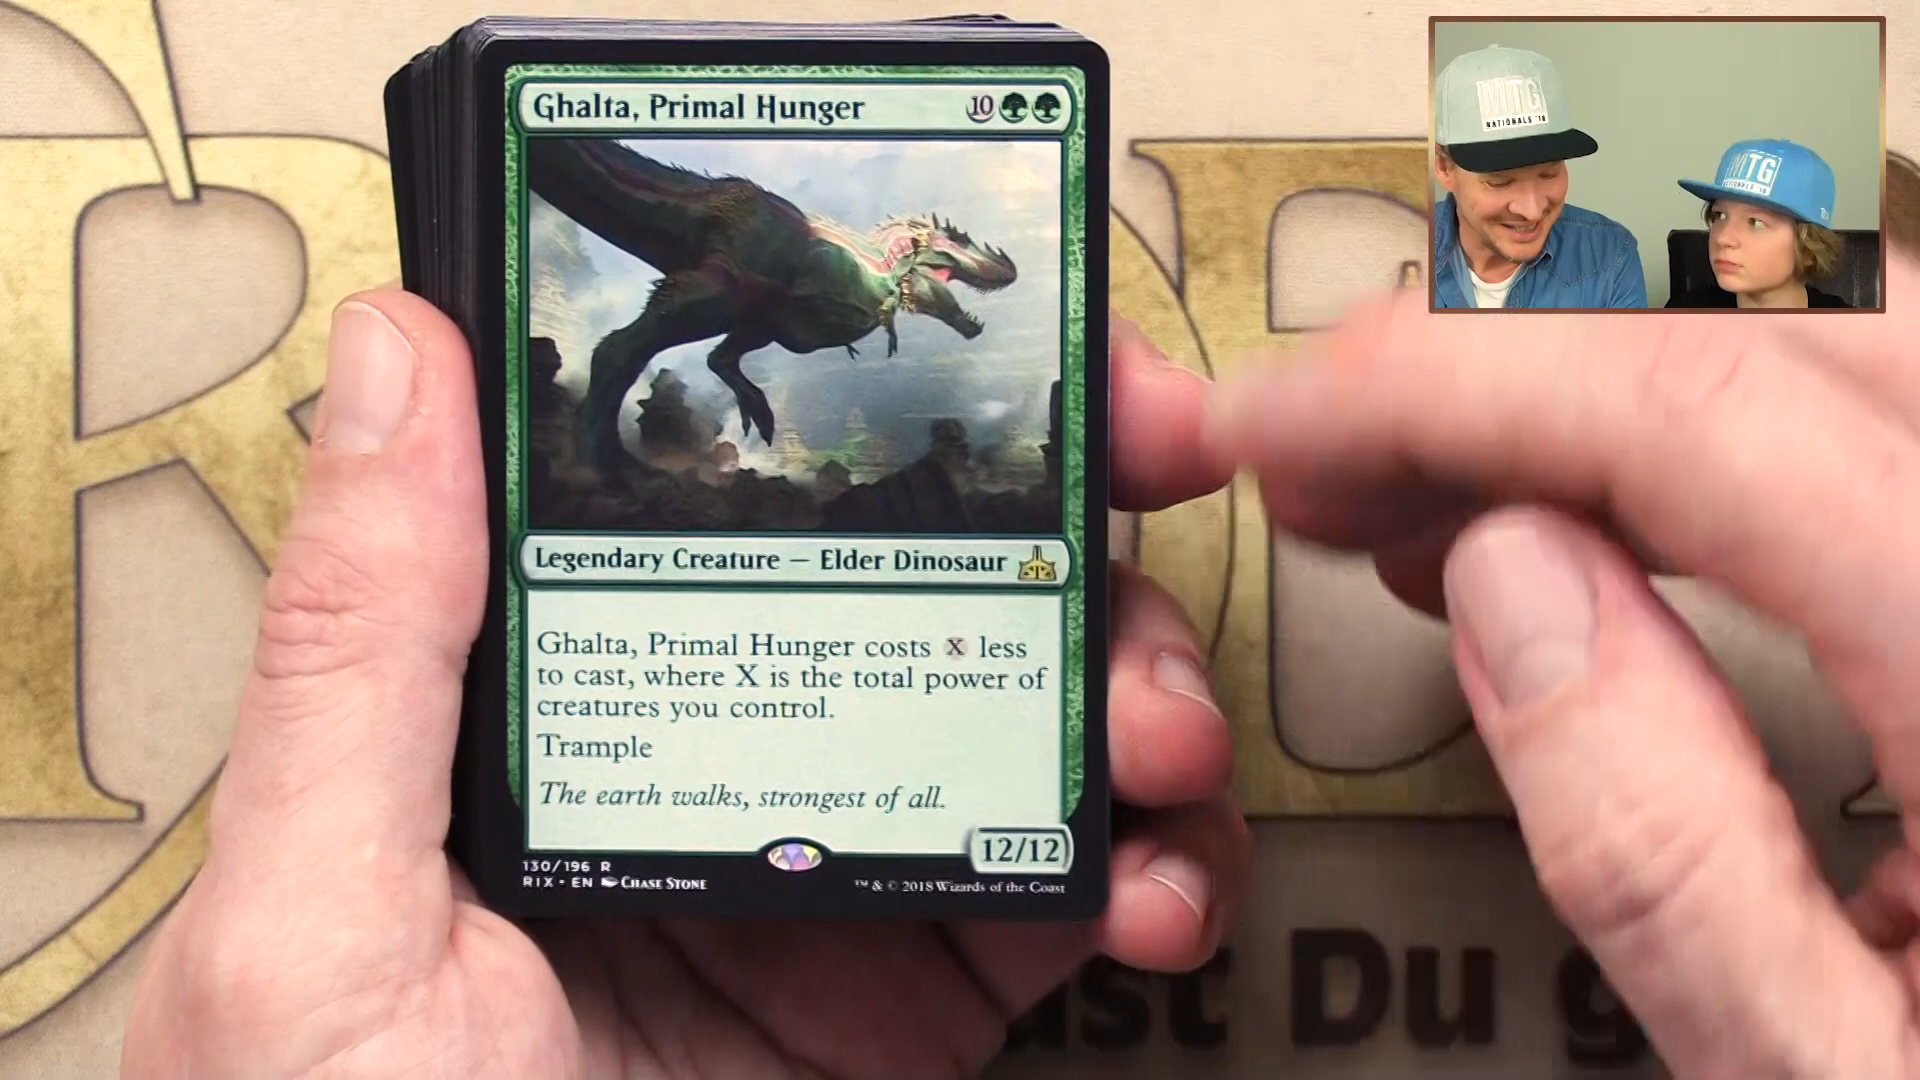 Ghalta, Primal Hunger 10
Legendary Creature — Elder Dinosaur
Ghalta, Primal Hunger costs X less
to cast, where X is the total power of
creatures you control.
Trample
The earth walks, strongest of all.
12/12
130/196 R
RIX • EN CHASE STONE
™ & © 2018 Wizards of the Coast
MTG
NATIONALS '18
MTG
Du g